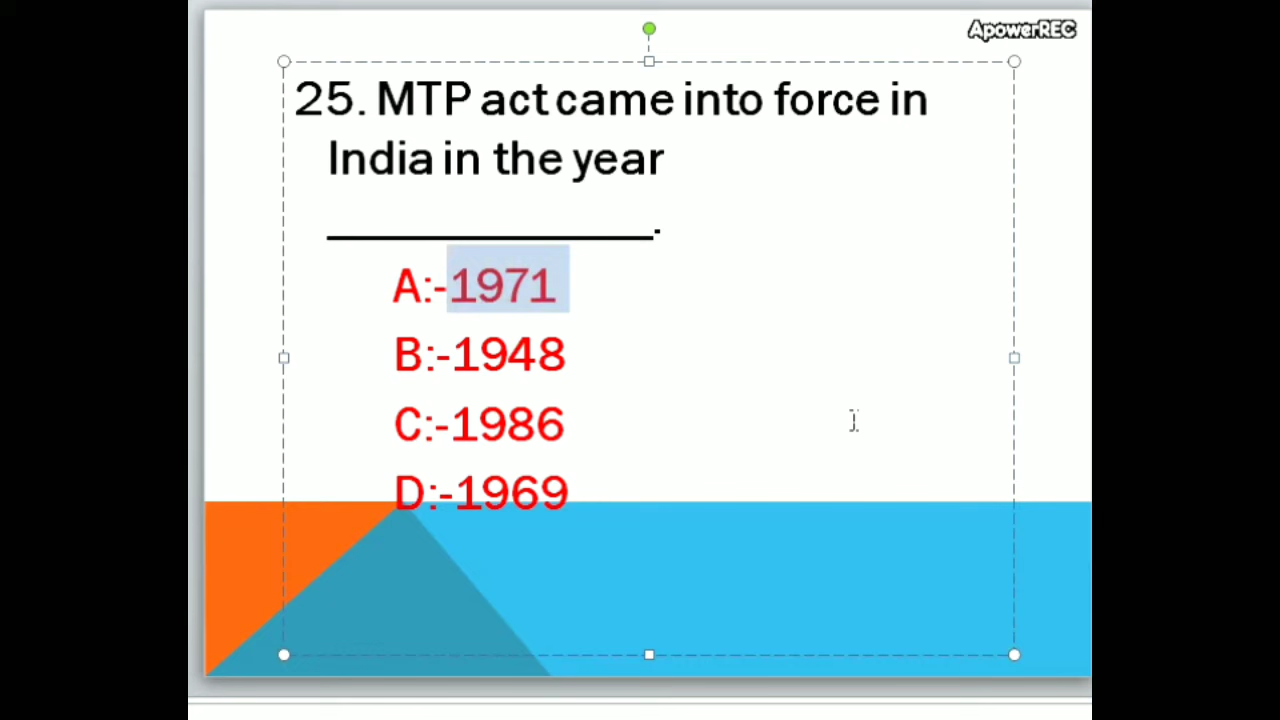 ApowerREC
25. MTP act came into force in
India in the year
_______________.
A:-1971
B:-1948
C:-1986
D:-1969